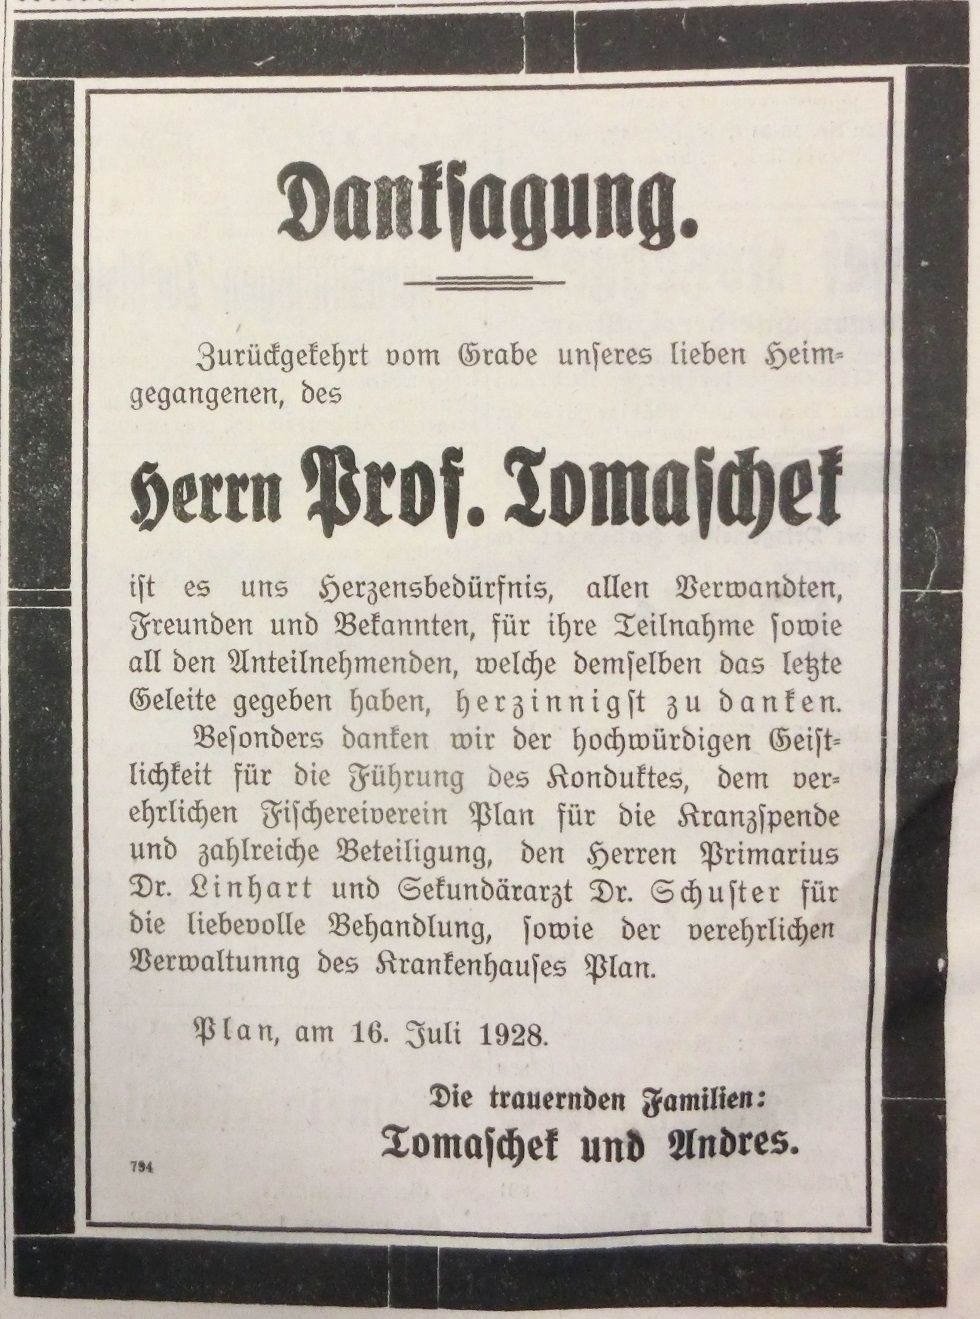 Danksagung.
Zurückgekehrt vom Grabe unseres lieben Heim-
gegangenen, des
Herrn Prof. Tomaschek
ist es uns Herzensbedürfnis, allen Verwandten,
Freunden und Bekannten, für ihre Teilnahme sowie
all den Anteilnehmenden, welche demselben das letzte
Geleite gegeben haben, herzinnigst zu danken.
Besonders danken wir der hochwürdigen Geist-
lichkeit für die Führung des Konduktes, dem ver-
ehrlichen Fischereiverein Plan für die Kranzspende
und zahlreiche Beteiligung, den Herren Primarius
Dr. Linhart und Sekundärarzt Dr. Schuster für
die liebevolle Behandlung, sowie der verehrlichen
Verwaltunng des Krankenhauses Plan.
Plan, am 16. Juli 1928.
Die trauernden Familien:
Tomaschek und Andres.
794